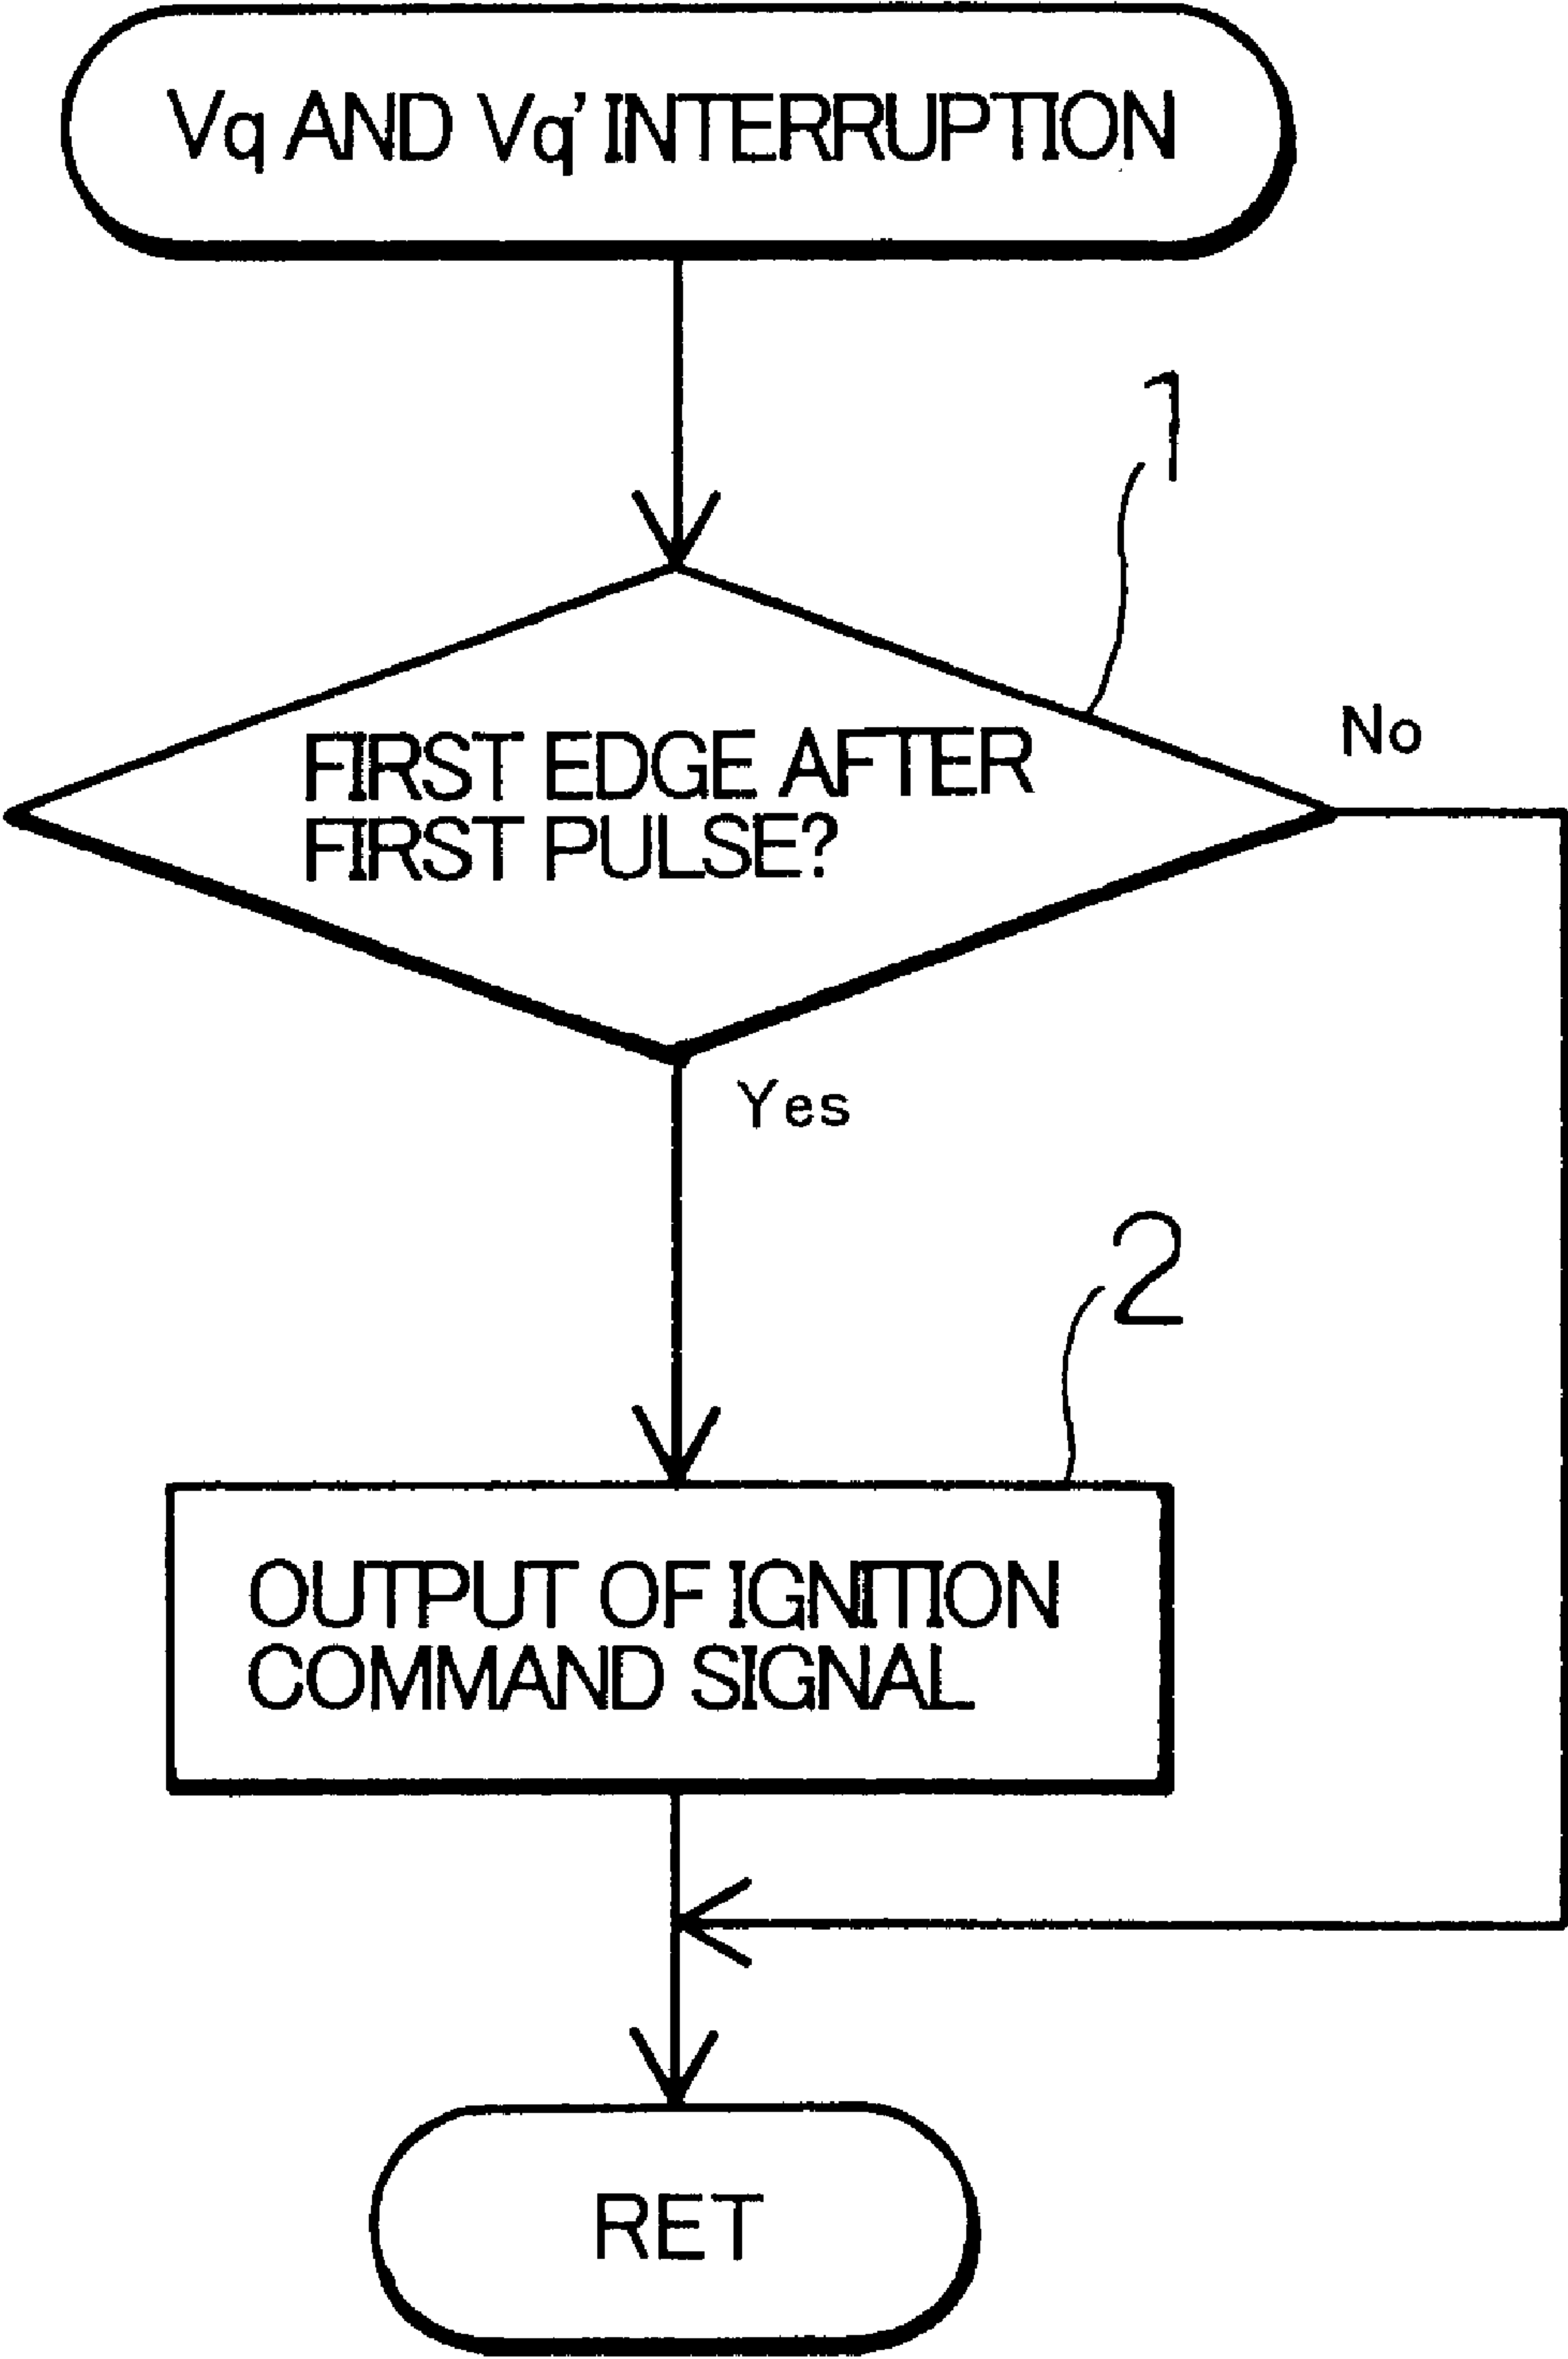 Vq AND Vq' INTERRUPTION
1
FIRST EDGE AFTER
FIRST PULSE?
No
Yes
2
OUTPUT OF IGNITION
COMMAND SIGNAL
RET